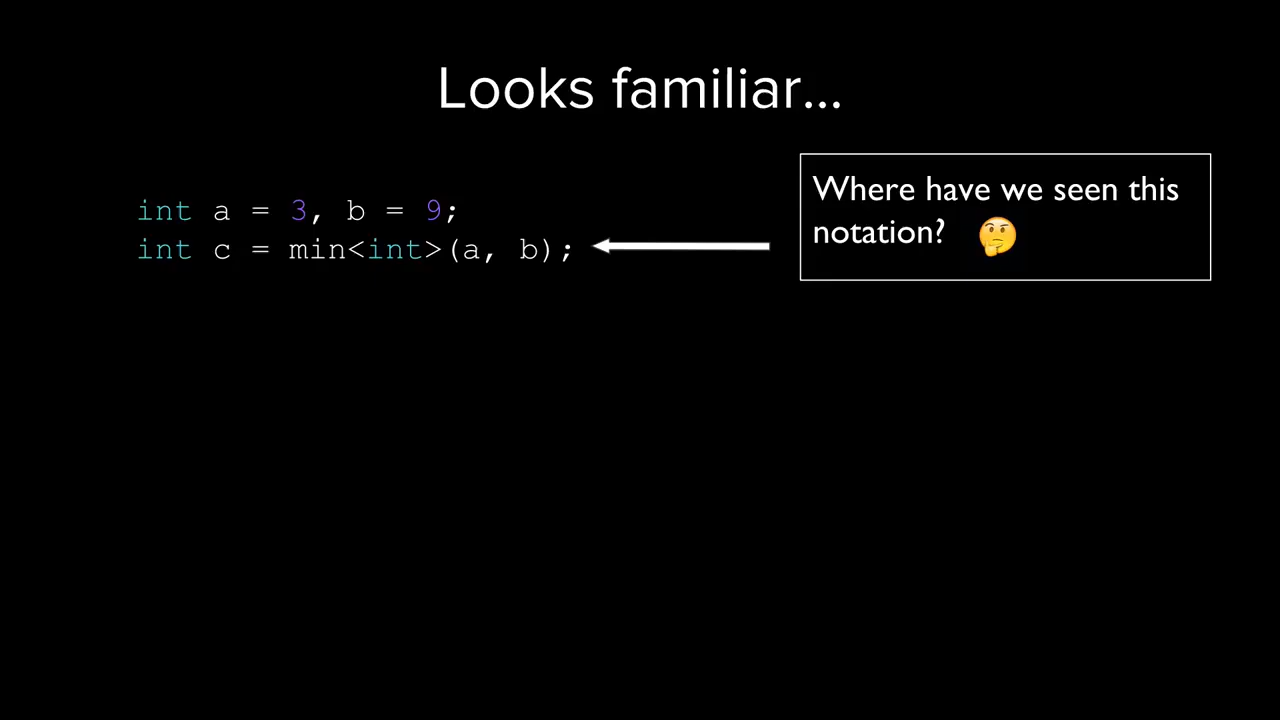 Looks familiar...
int a = 3, b = 9;
int c = min<int>(a, b);
Where have we seen this
notation? 🤔